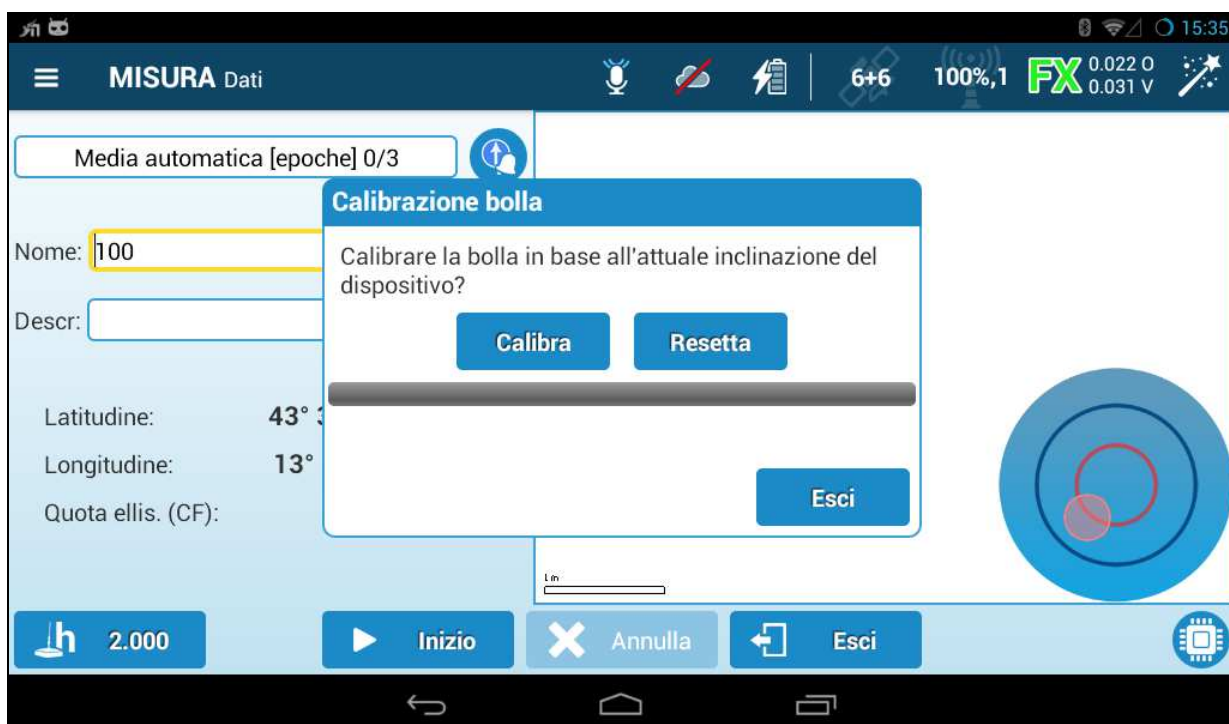 15:35
MISURA Dati
6+6
100%,1
FX
0.022 O
0.031 V
Media automatica [epoche] 0/3
Calibrazione bolla
Nome: 100
Calibrare la bolla in base all'attuale inclinazione del
dispositivo?
Descr:
Calibra
Resetta
Latitudine: 43°
Longitudine: 13°
Quota ellis. (CF):
Esci
1 m
h 2.000
Inizio
Annulla
Esci